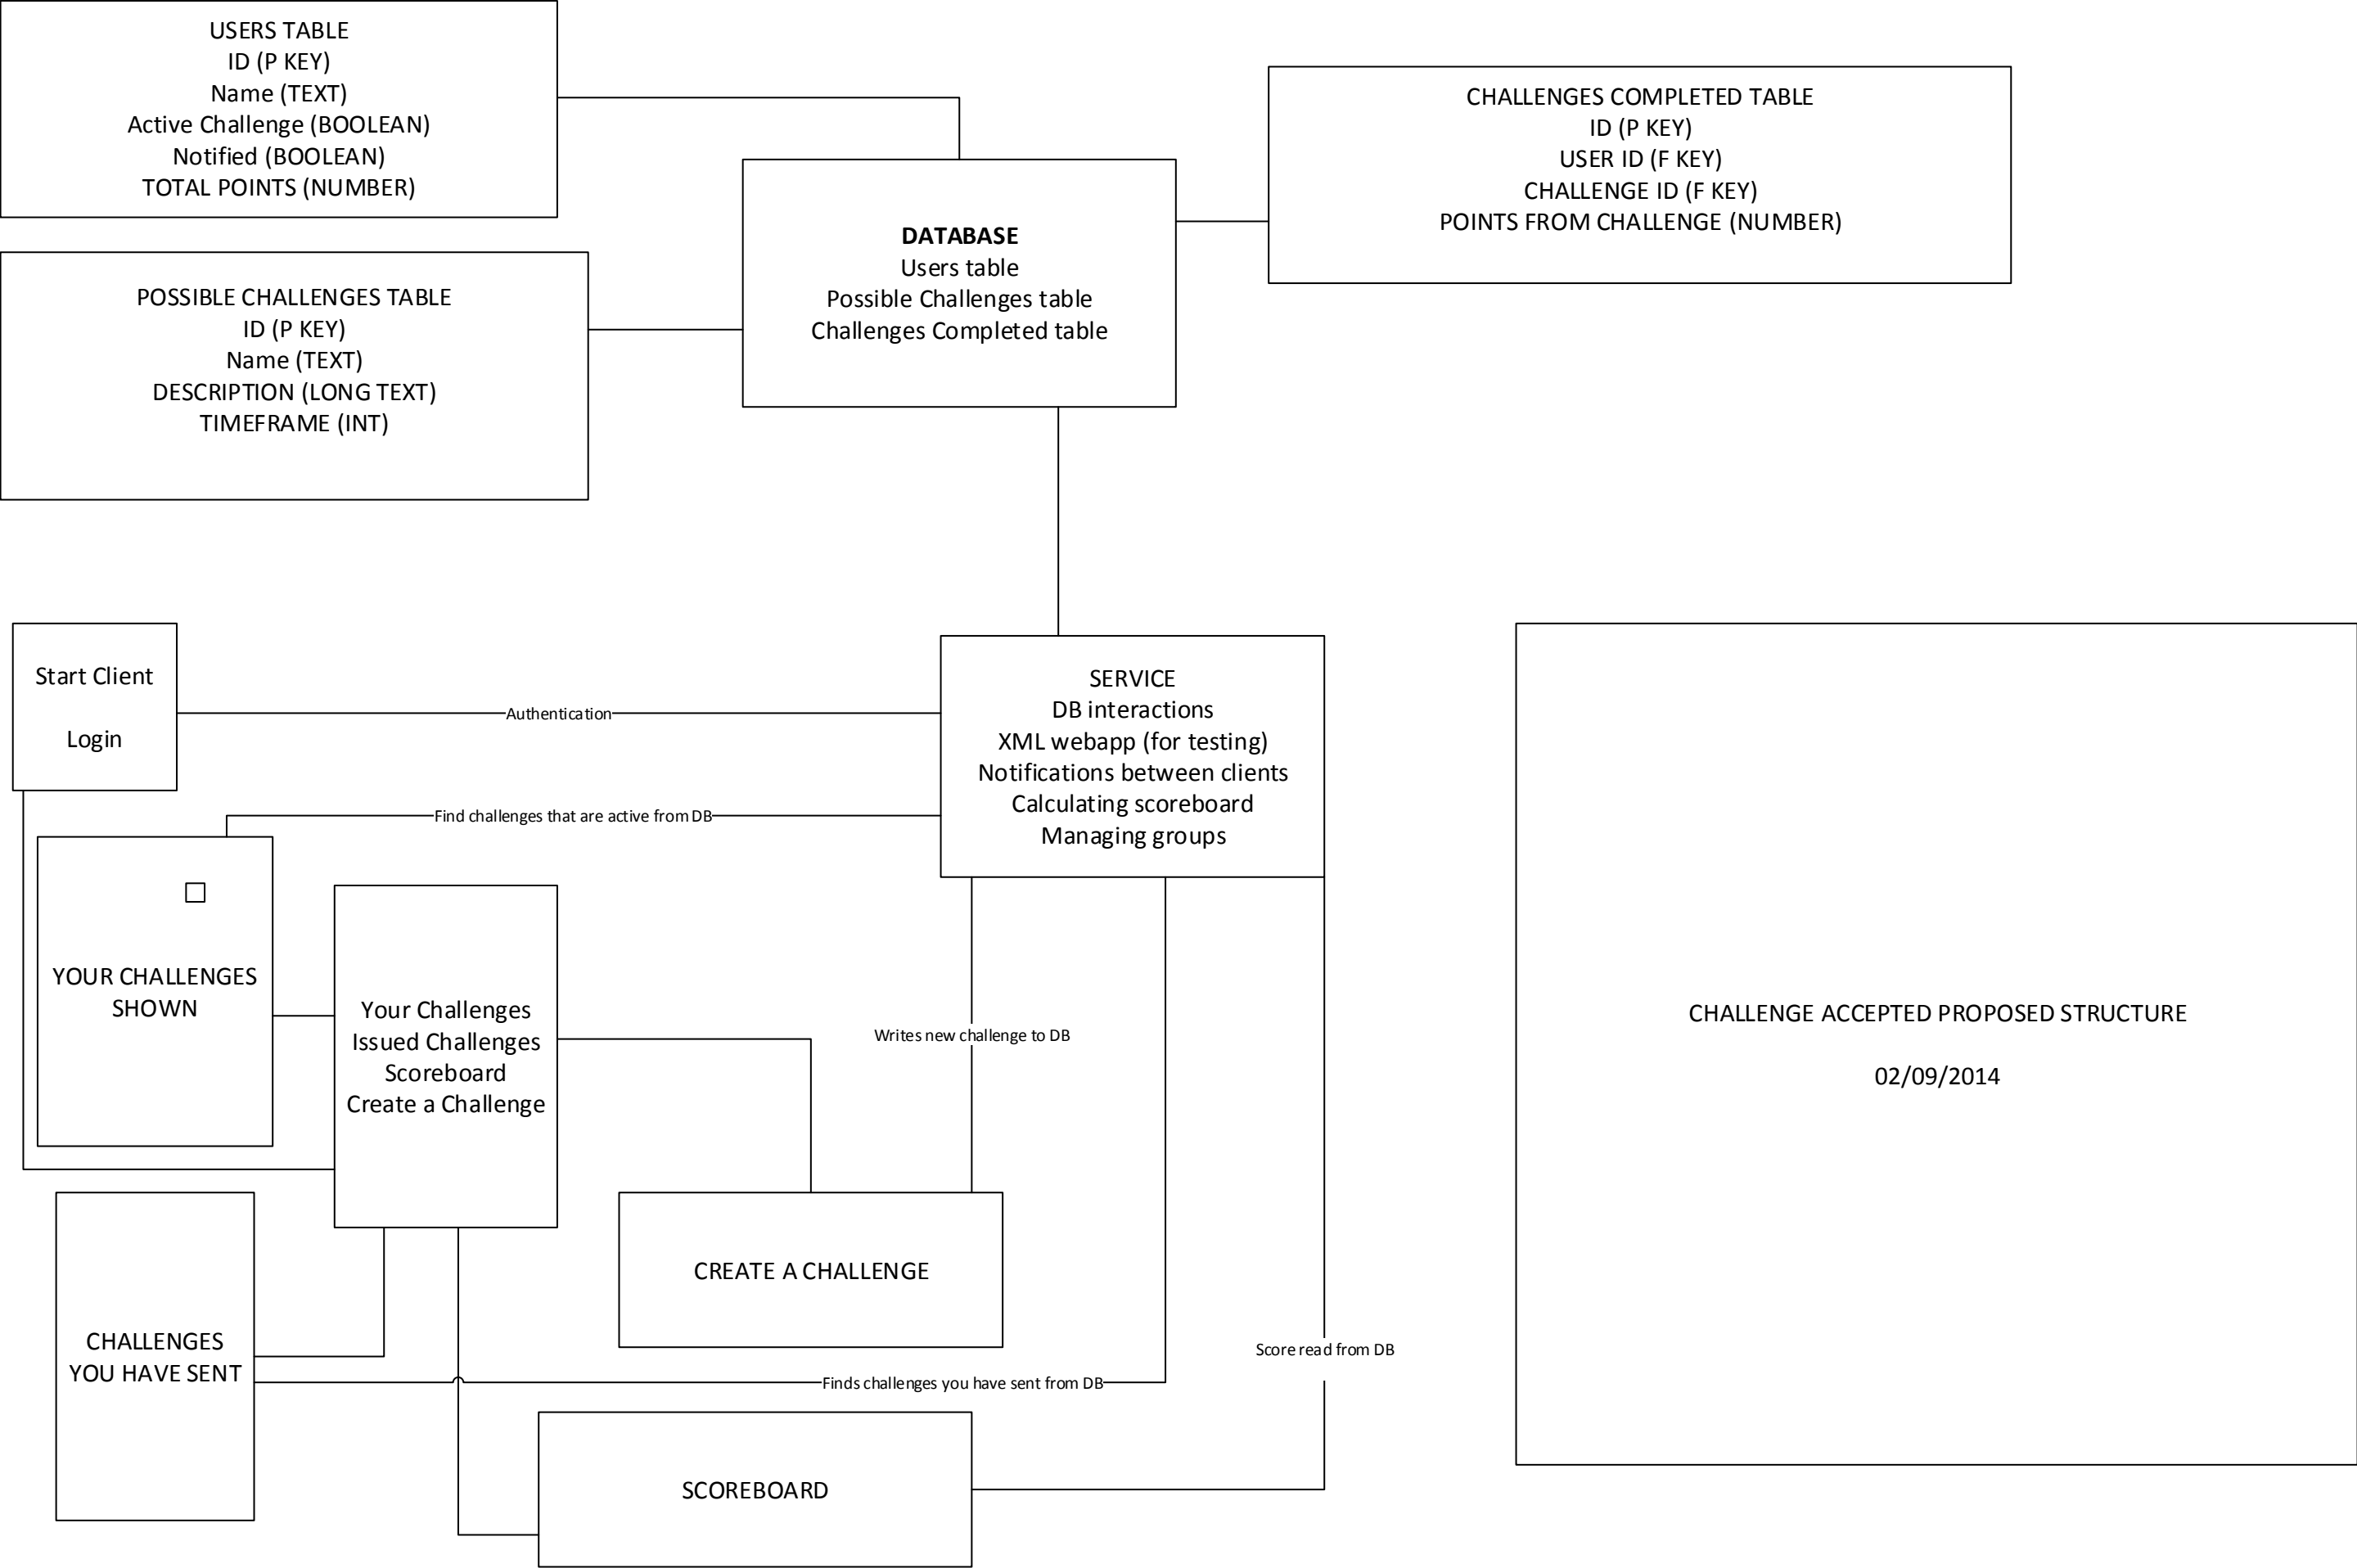 USERS TABLE
ID (P KEY)
Name (TEXT)
Active Challenge (BOOLEAN)
Notified (BOOLEAN)
TOTAL POINTS (NUMBER)
CHALLENGES COMPLETED TABLE
ID (P KEY)
USER ID (F KEY)
CHALLENGE ID (F KEY)
POINTS FROM CHALLENGE (NUMBER)
DATABASE
Users table
Possible Challenges table
Challenges Completed table
POSSIBLE CHALLENGES TABLE
ID (P KEY)
Name (TEXT)
DESCRIPTION (LONG TEXT)
TIMEFRAME (INT)
Start Client
Login
Authentication
SERVICE
DB interactions
XML webapp (for testing)
Notifications between clients
Calculating scoreboard
Managing groups
Find challenges that are active from DB
YOUR CHALLENGES
SHOWN
Your Challenges
Issued Challenges
Scoreboard
Create a Challenge
Writes new challenge to DB
CHALLENGE ACCEPTED PROPOSED STRUCTURE
02/09/2014
CREATE A CHALLENGE
CHALLENGES
YOU HAVE SENT
Score read from DB
Finds challenges you have sent from DB
SCOREBOARD